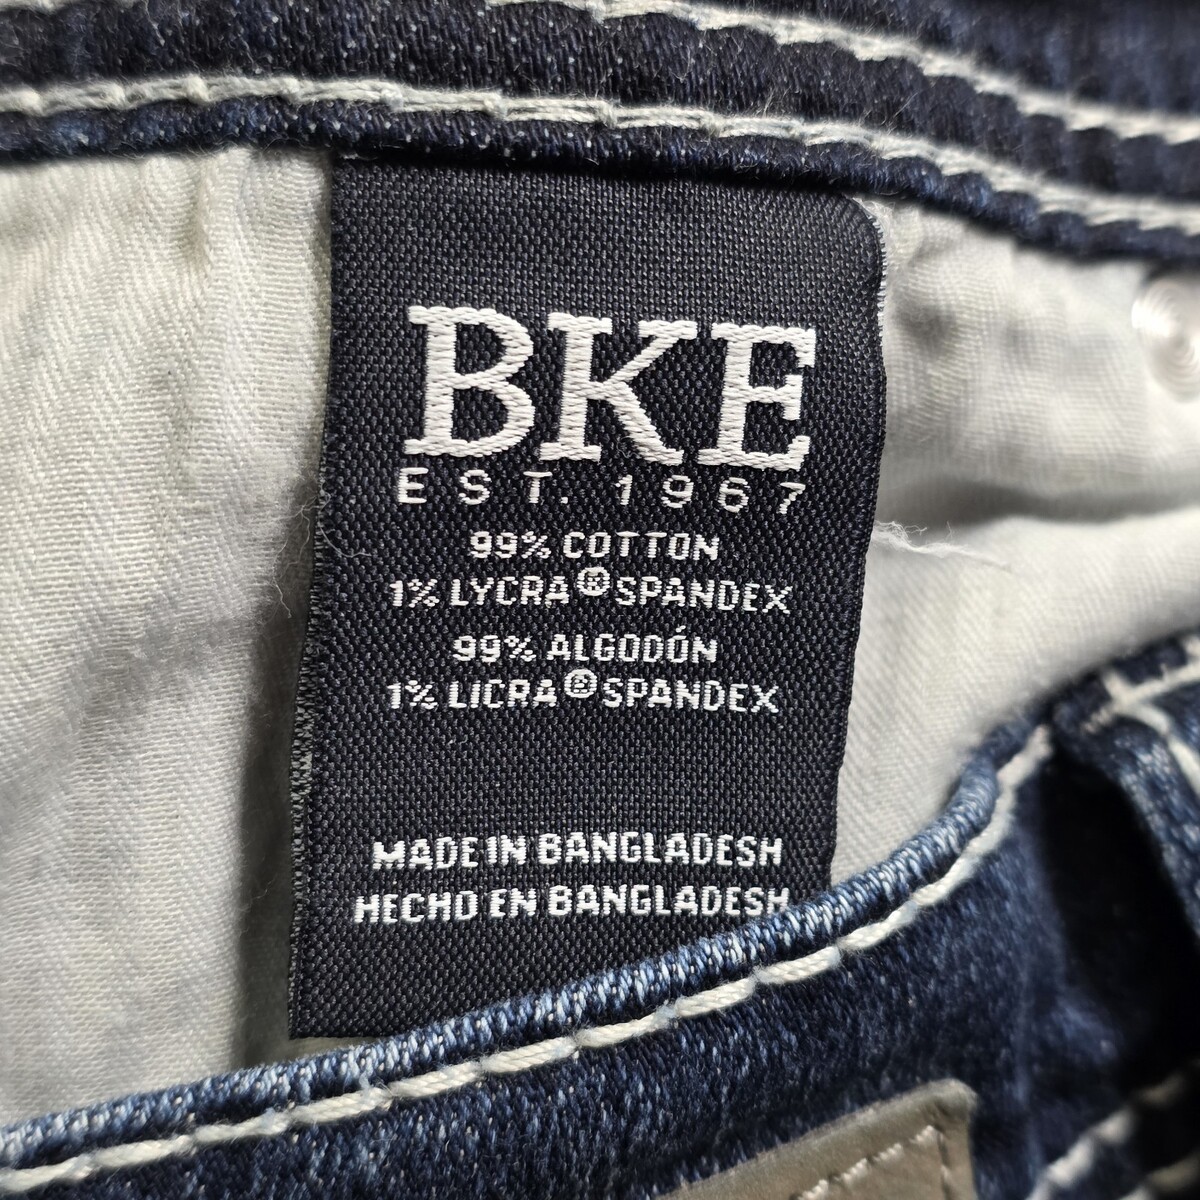 BKE
EST. 1967
99% COTTON
1% LYCRA® SPANDEX
99% ALGODÓN
1% LICRA® SPANDEX
MADE IN BANGLADESH
HECHO EN BANGLADESH